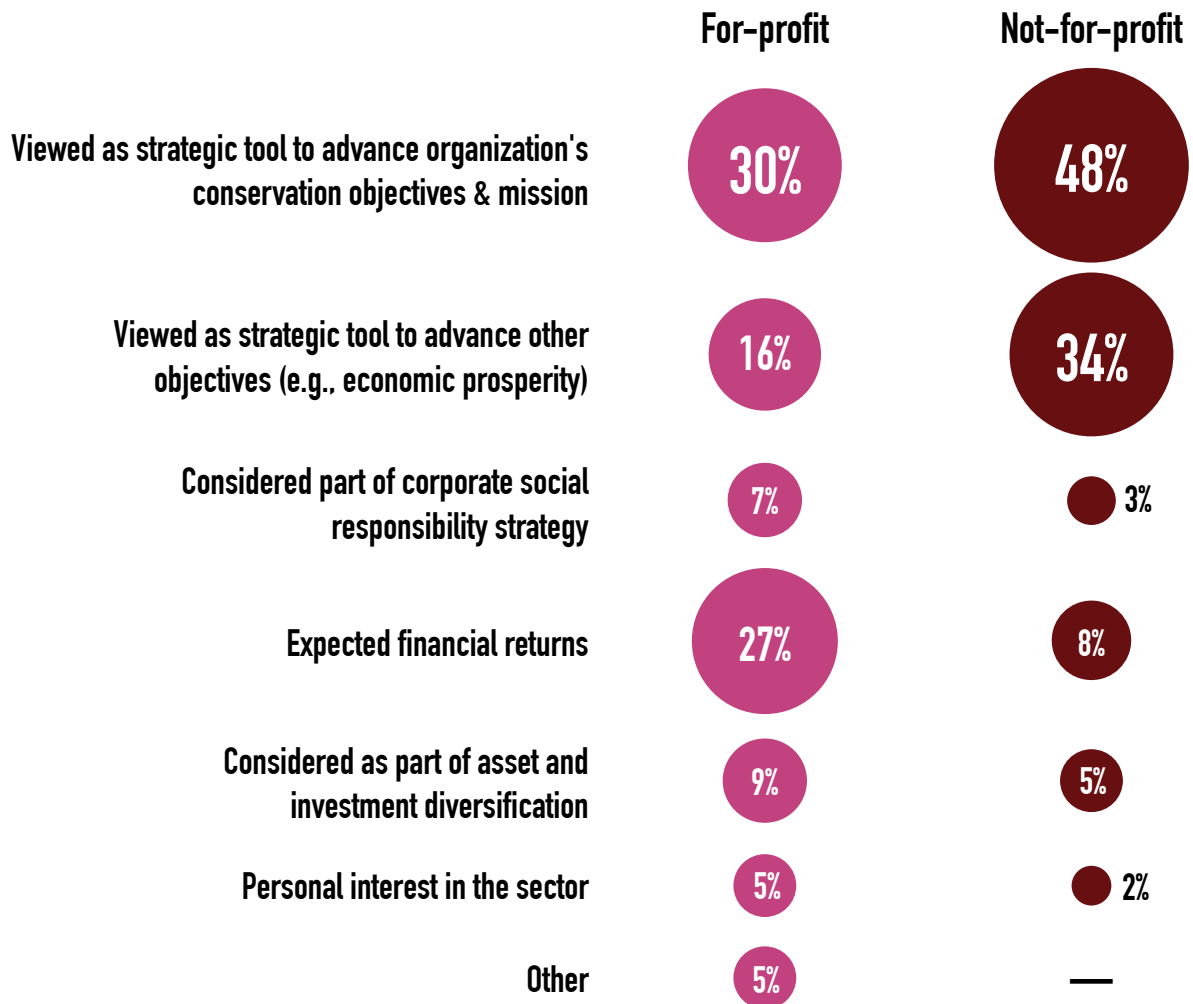 For-profit
Not-for-profit
Viewed as strategic tool to advance organization's
conservation objectives & mission
30%
48%
Viewed as strategic tool to advance other
objectives (e.g., economic prosperity)
16%
34%
Considered part of corporate social
responsibility strategy
7%
3%
Expected financial returns
27%
8%
Considered as part of asset and
investment diversification
9%
5%
Personal interest in the sector
5%
2%
Other
5%
—